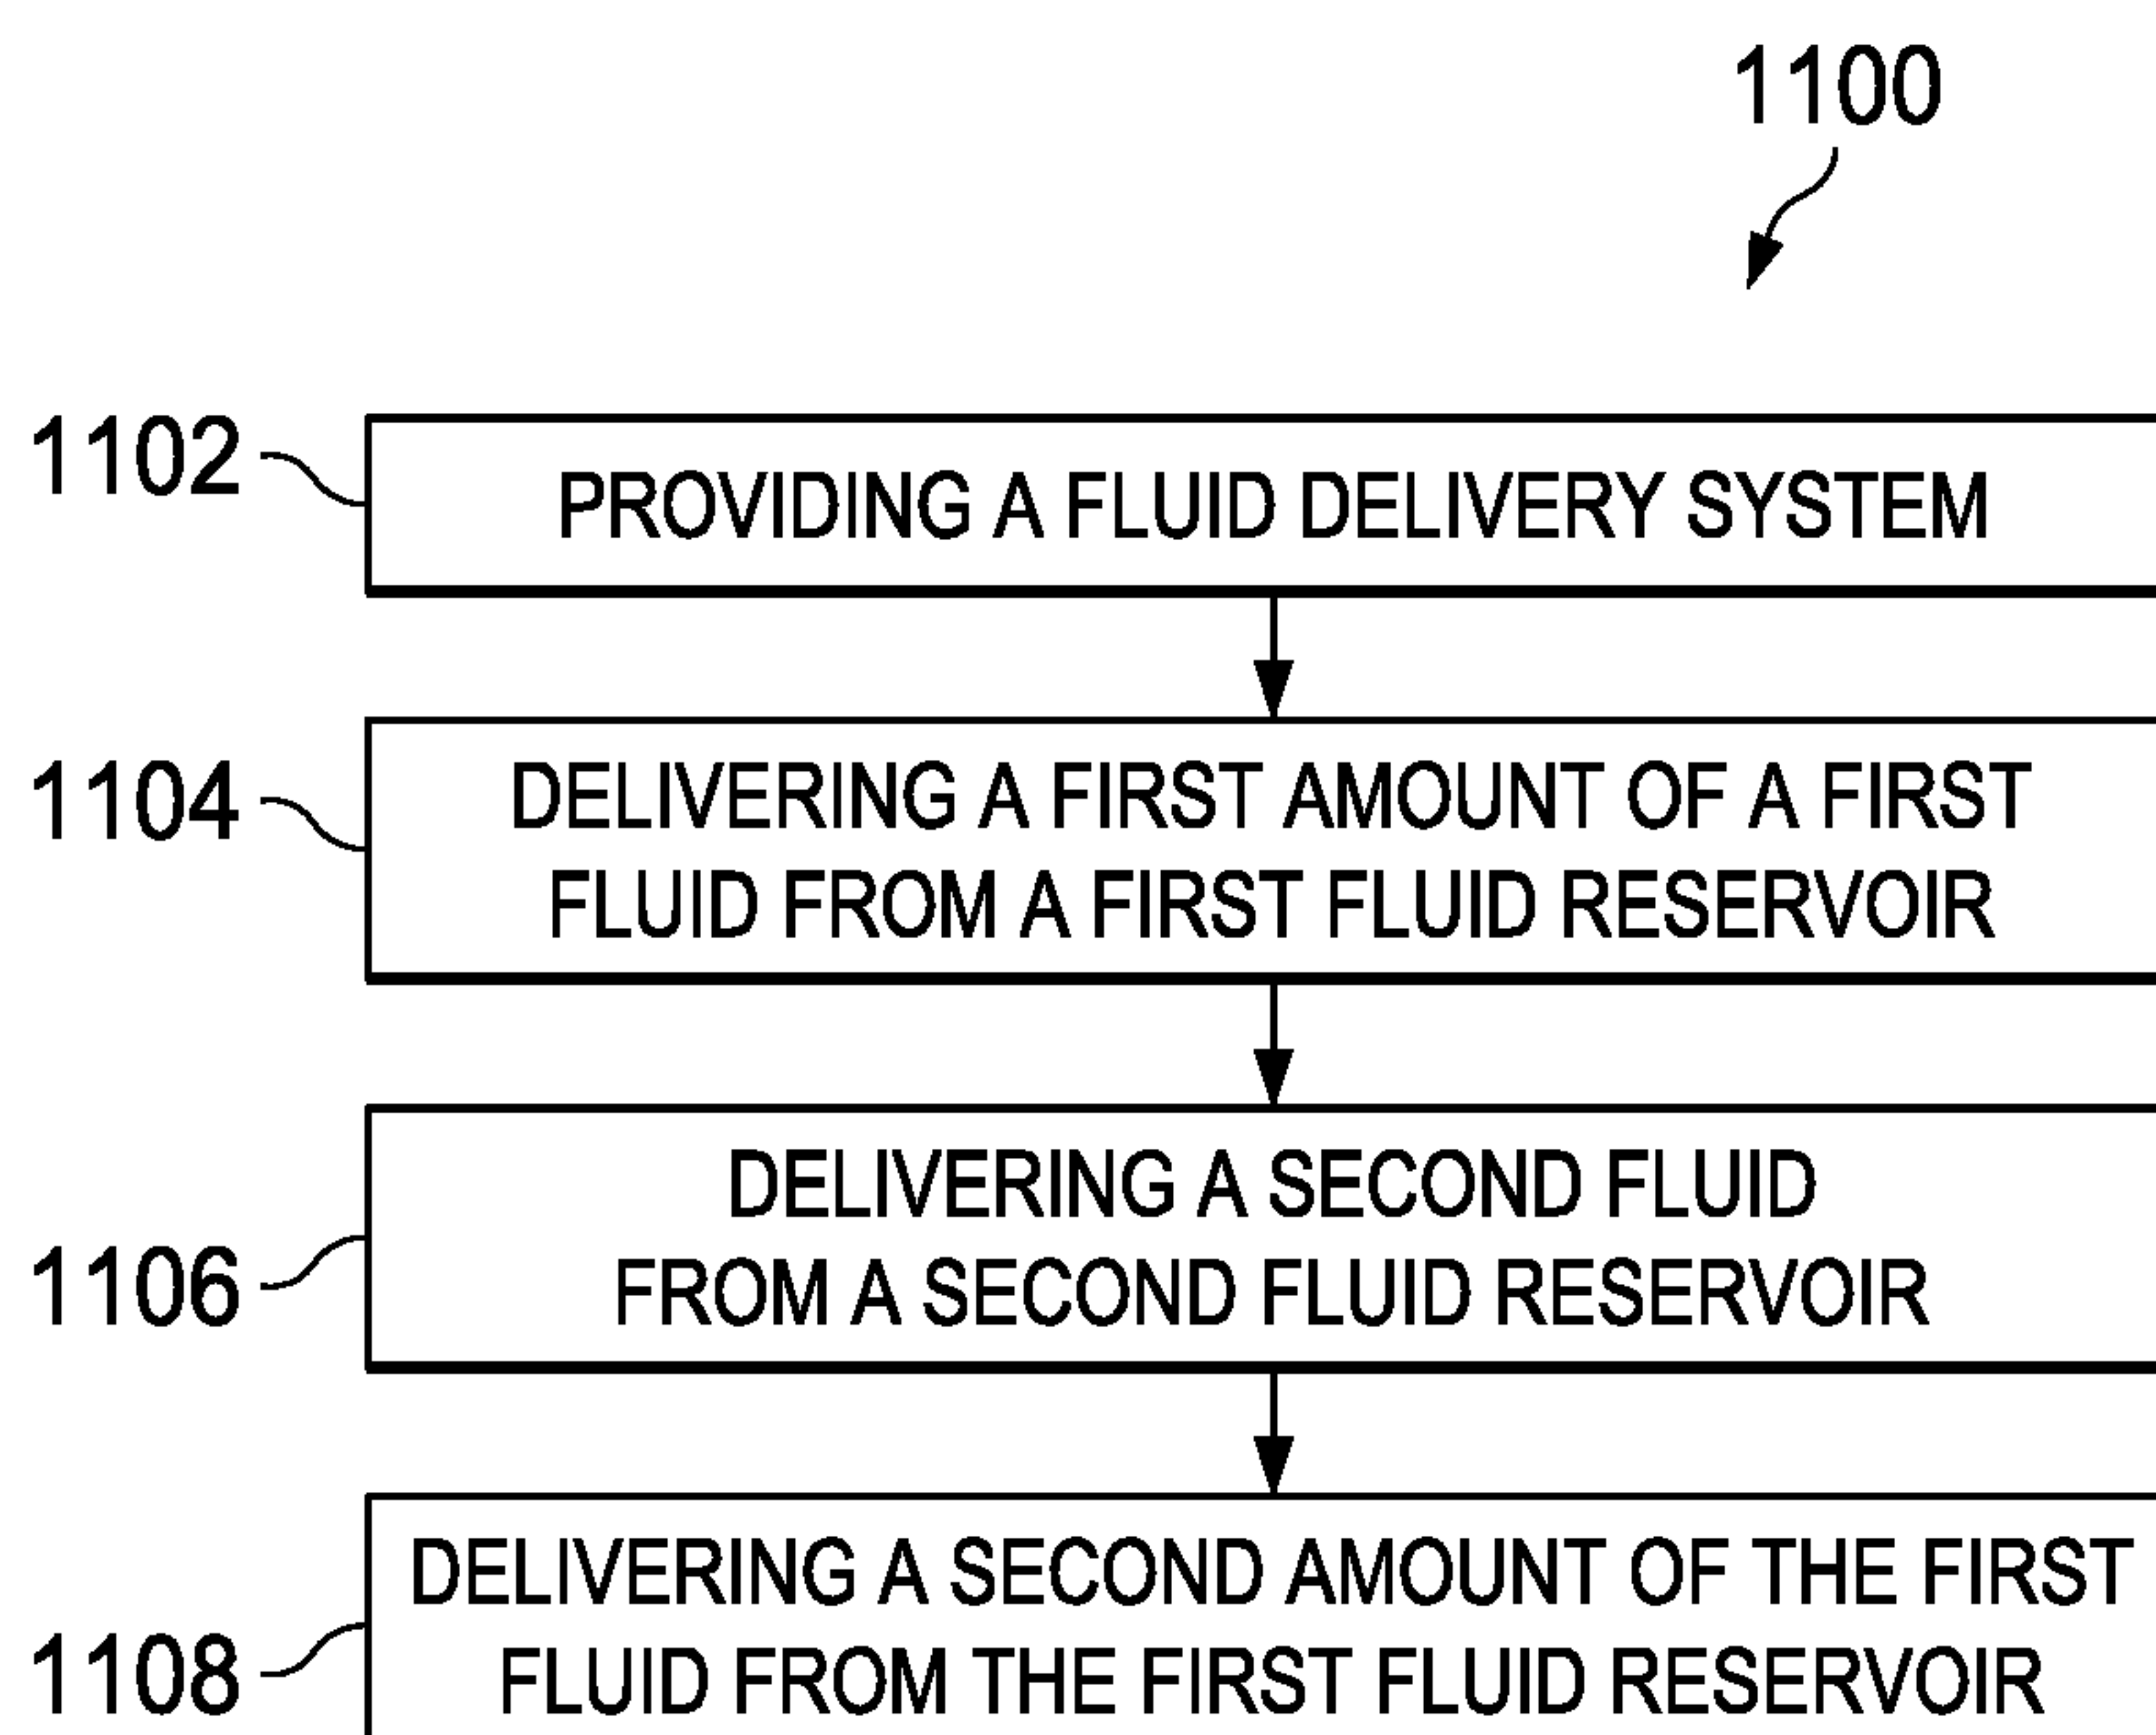 1100
1102
PROVIDING A FLUID DELIVERY SYSTEM
1104
DELIVERING A FIRST AMOUNT OF A FIRST
FLUID FROM A FIRST FLUID RESERVOIR
1106
DELIVERING A SECOND FLUID
FROM A SECOND FLUID RESERVOIR
1108
DELIVERING A SECOND AMOUNT OF THE FIRST
FLUID FROM THE FIRST FLUID RESERVOIR